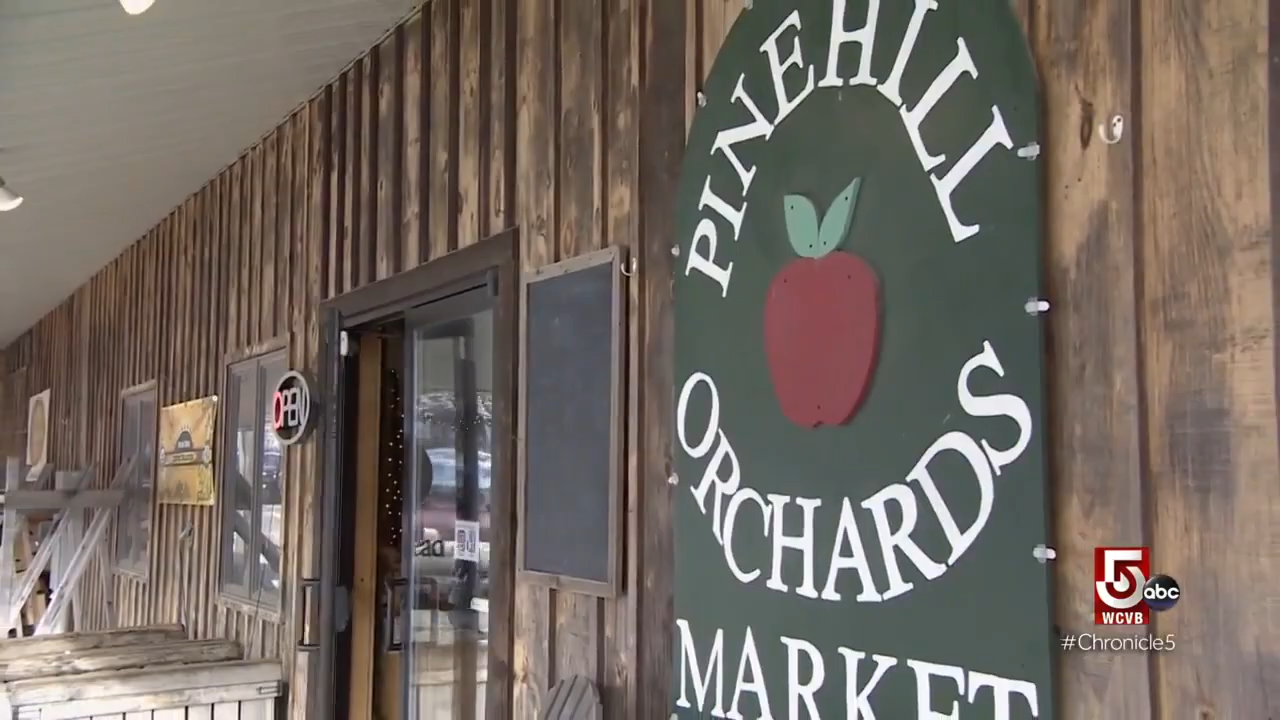 PINEHILL
ORCHARDS
MARKET
OPEN
5 abc
WCVB
#Chronicle5